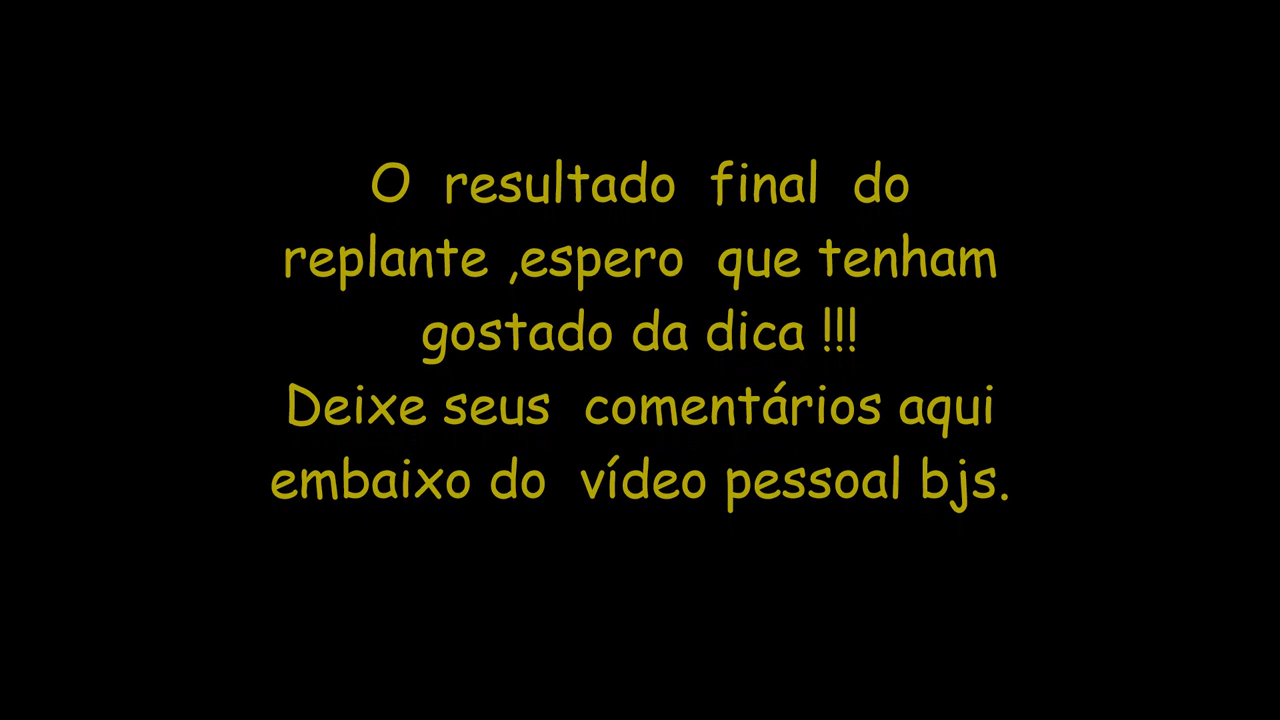 O resultado final do
replante ,espero que tenham
gostado da dica !!!
Deixe seus comentários aqui
embaixo do vídeo pessoal bjs.